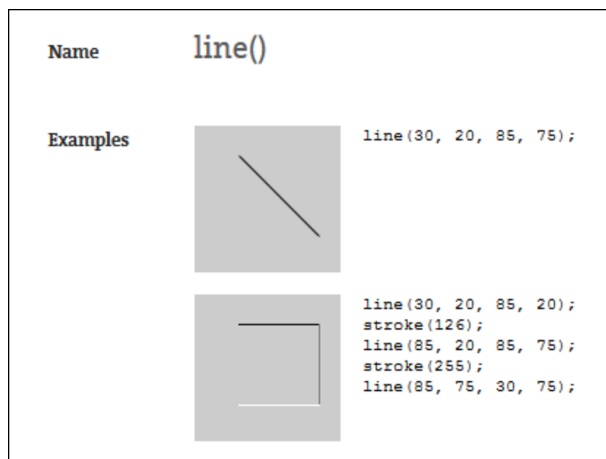 Name
line()
Examples
line(30, 20, 85, 75);
line(30, 20, 85, 20);
stroke(126);
line(85, 20, 85, 75);
stroke(255);
line(85, 75, 30, 75);